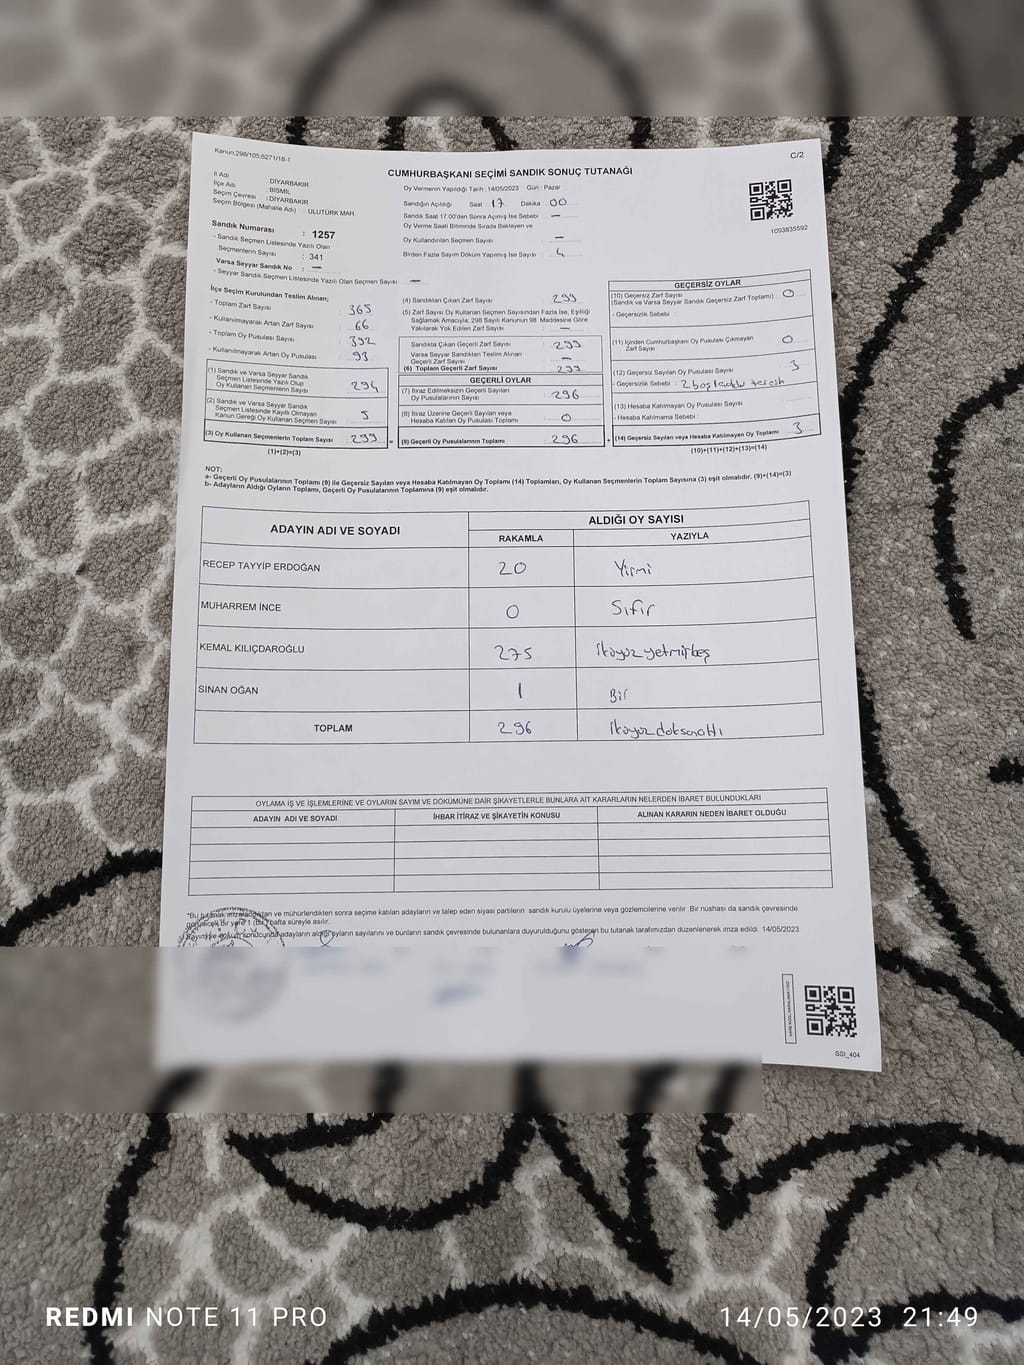 Kanun:298/105;6271/18-1
C/2
CUMHURBAŞKANI SEÇİMİ SANDIK SONUÇ TUTANAĞI
İl Adı : DİYARBAKIR
İlçe Adı : BİSMİL
Seçim Çevresi : DİYARBAKIR
Seçim Bölgesi (Mahalle Adı) : ULUTÜRK MAH
Sandık Numarası : 1257
- Sandık Seçmen Listesinde Yazılı Olan
Seçmenlerin Sayısı : 341
Varsa Seyyar Sandık No : —
- Seyyar Sandık Seçmen Listesinde Yazılı Olan Seçmen Sayısı : —
Oy Vermenin Yapıldığı Tarih : 14/05/2023 Gün : Pazar
Sandığın Açıldığı Saat : 17 Dakika : 00
Sandık Saat 17.00'den Sonra Açılmış İse Sebebi : —
Oy Verme Saati Bitiminde Sırada Bekleyen ve
Oy Kullandırılan Seçmen Sayısı : —
Birden Fazla Sayım Döküm Yapılmış İse Sayısı : 4
1093835592
İlçe Seçim Kurulundan Teslim Alınan;
- Toplam Zarf Sayısı : 365
- Kullanılmayarak Artan Zarf Sayısı : 66
- Toplam Oy Pusulası Sayısı : 392
- Kullanılmayarak Artan Oy Pusulası : 93
(1) Sandık ve Varsa Seyyar Sandık
Seçmen Listesinde Yazılı Olup
Oy Kullanan Seçmenlerin Sayısı : 294
(2) Sandık ve Varsa Seyyar Sandık
Seçmen Listesinde Kayıtlı Olmayan
Kanun Gereği Oy Kullanan Seçmen Sayısı : 5
(3) Oy Kullanan Seçmenlerin Toplam Sayısı : 299
(1)+(2)=(3)
(4) Sandıktan Çıkan Zarf Sayısı : 299
(5) Zarf Sayısı Oy Kullanan Seçmen Sayısından Fazla İse, Eşitliği
Sağlamak Amacıyla; 298 Sayılı Kanunun 98. Maddesine Göre
Yakılarak Yok Edilen Zarf Sayısı : —
Sandıkta Çıkan Geçerli Zarf Sayısı : 299
Varsa Seyyar Sandıktan Teslim Alınan
Geçerli Zarf Sayısı : —
(6) Toplam Geçerli Zarf Sayısı : 299
GEÇERLİ OYLAR
(7) İtiraz Edilmeksizin Geçerli Sayılan
Oy Pusulalarının Sayısı : 296
(8) İtiraz Üzerine Geçerli Sayılan veya
Hesaba Katılan Oy Pusulası Toplamı : 0
(9) Geçerli Oy Pusulalarının Toplamı : 296
GEÇERSİZ OYLAR
(10) Geçersiz Zarf Sayısı : 0
(Sandık ve Varsa Seyyar Sandık Geçersiz Zarf Toplamı)
- Geçersizlik Sebebi :
(11) İçinden Cumhurbaşkanı Oy Pusulası Çıkmayan
Zarf Sayısı : 0
(12) Geçersiz Sayılan Oy Pusulası Sayısı : 3
- Geçersizlik Sebebi : 2 boş
(13) Hesaba Katılmayan Oy Pusulası Sayısı :
- Hesaba Katılmama Sebebi :
(14) Geçersiz Sayılan veya Hesaba Katılmayan Oy Toplamı : 3
(10)+(11)+(12)+(13)=(14)
NOT:
a- Geçerli Oy Pusulalarının Toplamı (9) ile Geçersiz Sayılan veya Hesaba Katılmayan Oy Toplamı (14) Toplamları, Oy Kullanan Seçmenlerin Toplam Sayısına (3) eşit olmalıdır. (9)+(14)=(3)
b- Adayların Aldığı Oyların Toplamı, Geçerli Oy Pusulalarının Toplamına (9) eşit olmalıdır.
ADAYIN ADI VE SOYADI ALDIĞI OY SAYISI
RAKAMLA YAZIYLA
RECEP TAYYİP ERDOĞAN 20 Yirmi
MUHARREM İNCE 0 Sıfır
KEMAL KILIÇDAROĞLU 275 ikiyüzyetmişbeş
SİNAN OĞAN 1 Bir
TOPLAM 296 ikiyüzdoksanaltı
OYLAMA İŞ VE İŞLEMLERİNE VE OYLARIN SAYIM VE DÖKÜMÜNE DAİR ŞİKAYETLERLE BUNLARA AİT KARARLARIN NELERDEN İBARET BULUNDUKLARI
ADAYIN ADI VE SOYADI İHBAR İTİRAZ VE ŞİKAYETİN KONUSU ALINAN KARARIN NEDEN İBARET OLDUĞU
*Bu tutanak imzalandıktan ve mühürlendikten sonra seçime katılan adayların ve talep eden siyasi partilerin sandık kurulu üyelerine veya gözlemcilerine verilir. Bir nüshası da sandık çevresinde
görülecek bir yere 1 (Bir) hafta süreyle asılır.
Sayım ve döküm sonucunda adayların aldığı oyların sayılarını ve bunların sandık çevresinde bulunanlara duyurulduğunu gösteren bu tutanak tarafımızdan düzenlenerek imza edildi. 14/05/2023
SSI_404
REDMI NOTE 11 PRO
14/05/2023 21:49